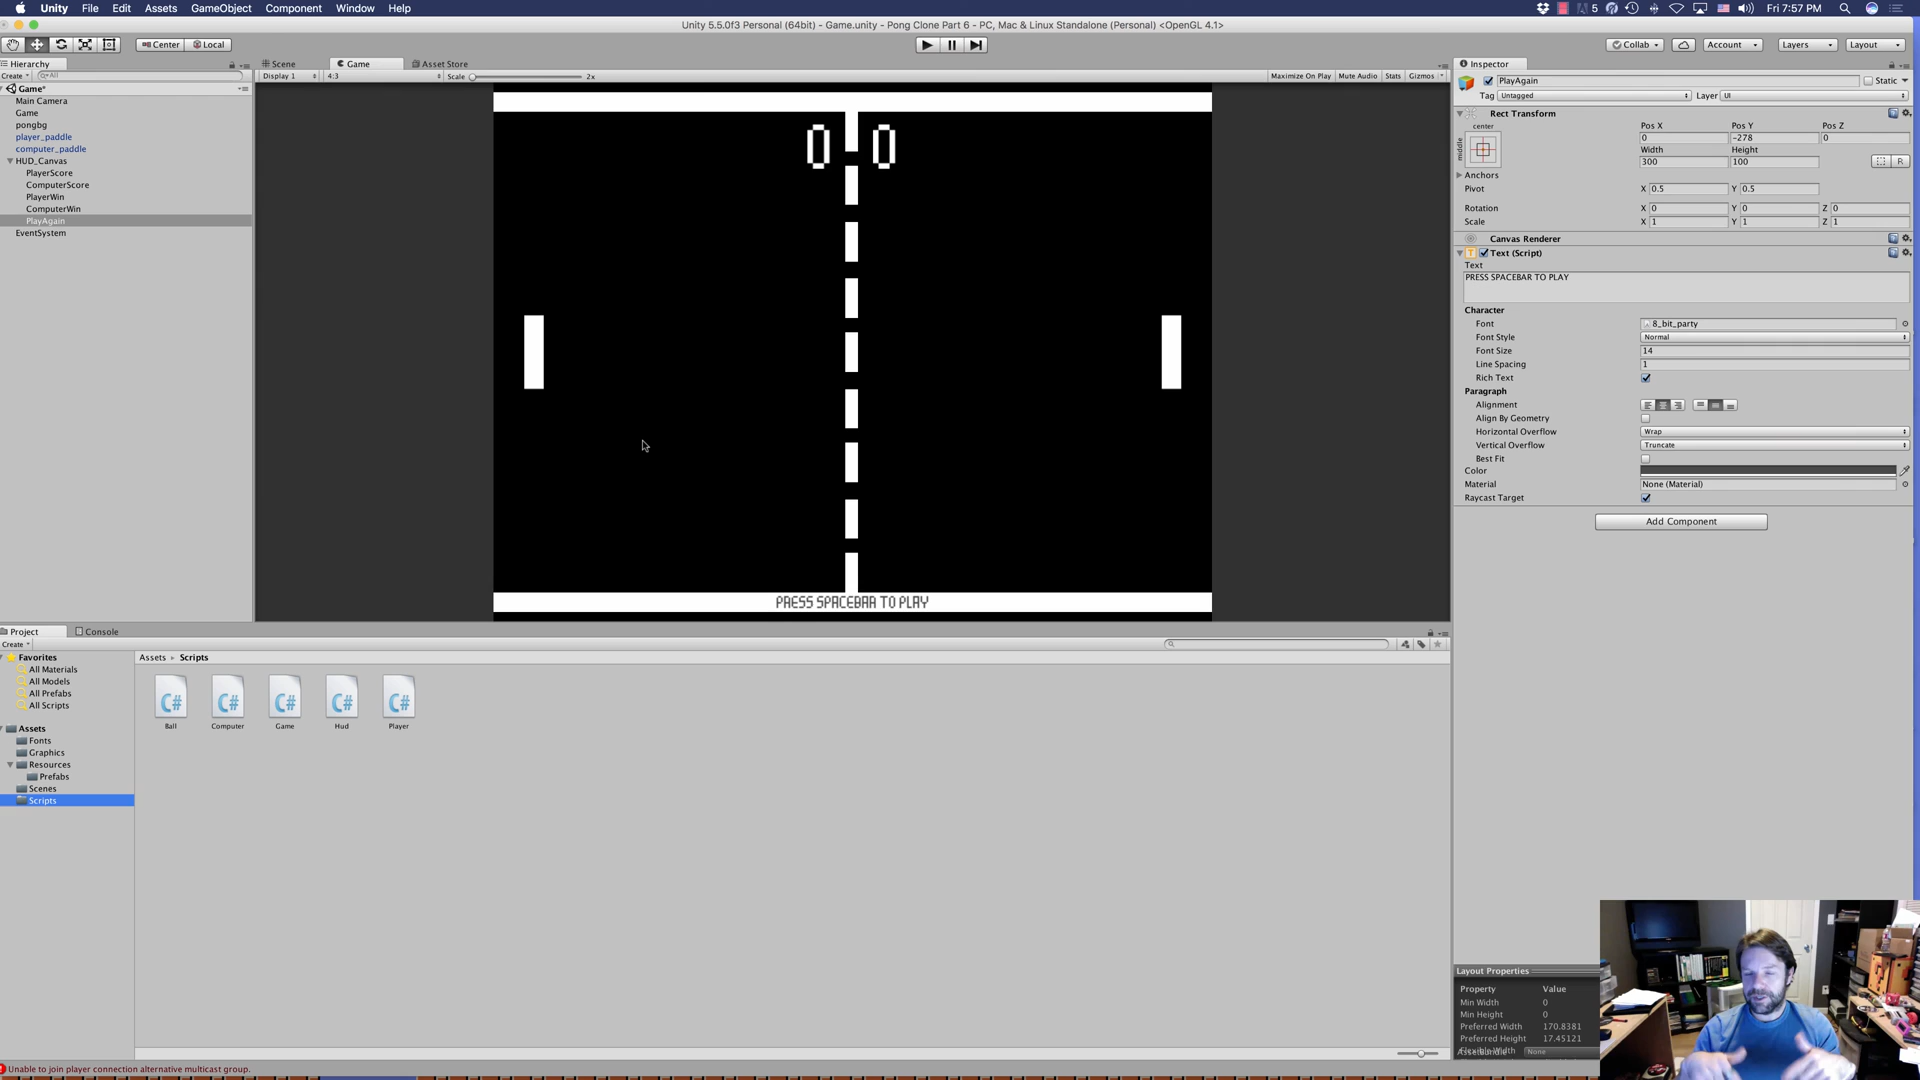 Unity File Edit Assets GameObject Component Window Help
5 Fri 7:57 PM
Unity 5.5.0f3 Personal (64bit) - Game.unity - Pong Clone Part 6 - PC, Mac & Linux Standalone (Personal) <OpenGL 4.1>
Center Local
Collab Account Layers Layout
Hierarchy
Create All
Game*
Main Camera
Game
pongbg
player_paddle
computer_paddle
HUD_Canvas
PlayerScore
ComputerScore
PlayerWin
ComputerWin
PlayAgain
EventSystem
Scene Game Asset Store
Display 1 4:3 Scale 2x Maximize On Play Mute Audio Stats Gizmos
0 0
PRESS SPACEBAR TO PLAY
Inspector
PlayAgain Static
Tag Untagged Layer UI
Rect Transform
center
middle
Pos X Pos Y Pos Z
0 -278 0
Width Height
300 100
R
Anchors
Pivot X 0.5 Y 0.5
Rotation X 0 Y 0 Z 0
Scale X 1 Y 1 Z 1
Canvas Renderer
Text (Script)
Text
PRESS SPACEBAR TO PLAY
Character
Font 8_bit_party
Font Style Normal
Font Size 14
Line Spacing 1
Rich Text
Paragraph
Alignment
Align By Geometry
Horizontal Overflow Wrap
Vertical Overflow Truncate
Best Fit
Color
Material None (Material)
Raycast Target
Add Component
Project Console
Create
Favorites
All Materials
All Models
All Prefabs
All Scripts
Assets
Fonts
Graphics
Resources
Prefabs
Scenes
Scripts
Assets Scripts
C# C# C# C# C#
Ball Computer Game Hud Player
Layout Properties
Property Value
Min Width 0
Min Height 0
Preferred Width 170.8381
Preferred Height 17.45121
None
Unable to join player connection alternative multicast group.